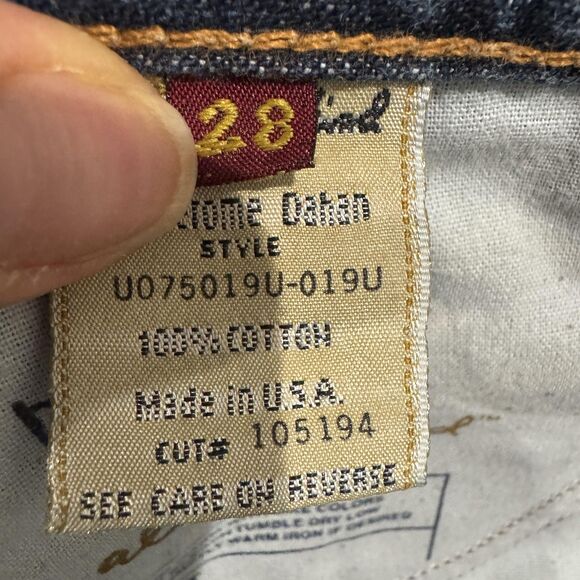 28
Dahan
STYLE
U075019U-019U
100% COTTON
Made in U.S.A.
CUT# 105194
SEE CARE ON REVERSE
TUMBLE DRY LOW
WARM IRON IF DESIRED